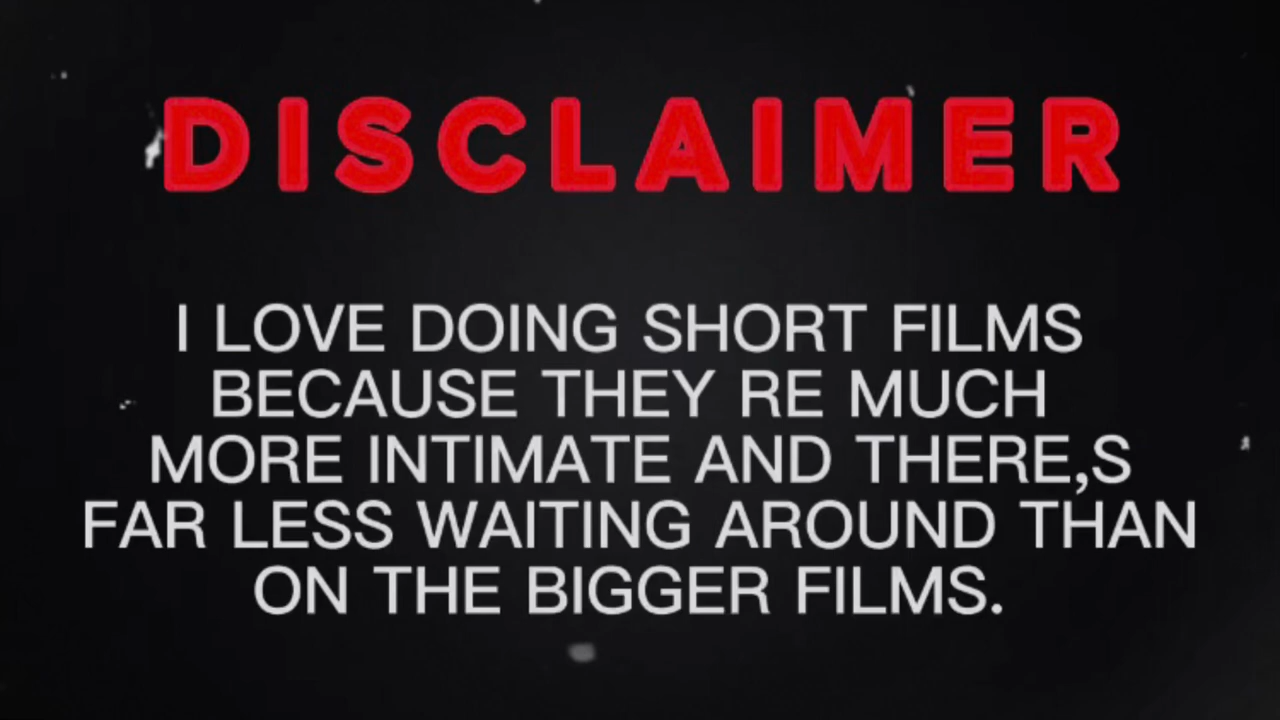 DISCLAIMER
I LOVE DOING SHORT FILMS
BECAUSE THEY RE MUCH
MORE INTIMATE AND THERE,S
FAR LESS WAITING AROUND THAN
ON THE BIGGER FILMS.